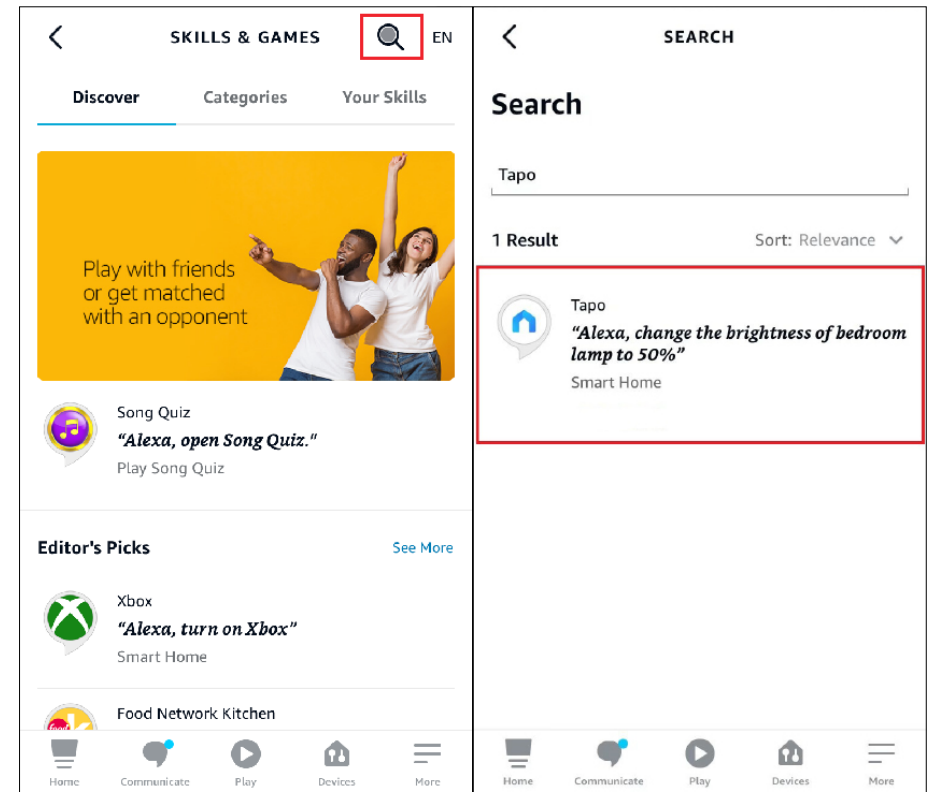 SKILLS & GAMES
EN
Discover
Categories
Your Skills
Play with friends
or get matched
with an opponent
Song Quiz
“Alexa, open Song Quiz."
Play Song Quiz
Editor's Picks
See More
Xbox
“Alexa, turn on Xbox”
Smart Home
Food Network Kitchen
Home
Communicate
Play
Devices
More
SEARCH
Search
Tapo
1 Result
Sort: Relevance
Tapo
“Alexa, change the brightness of bedroom
lamp to 50%”
Smart Home
Home
Communicate
Play
Devices
More